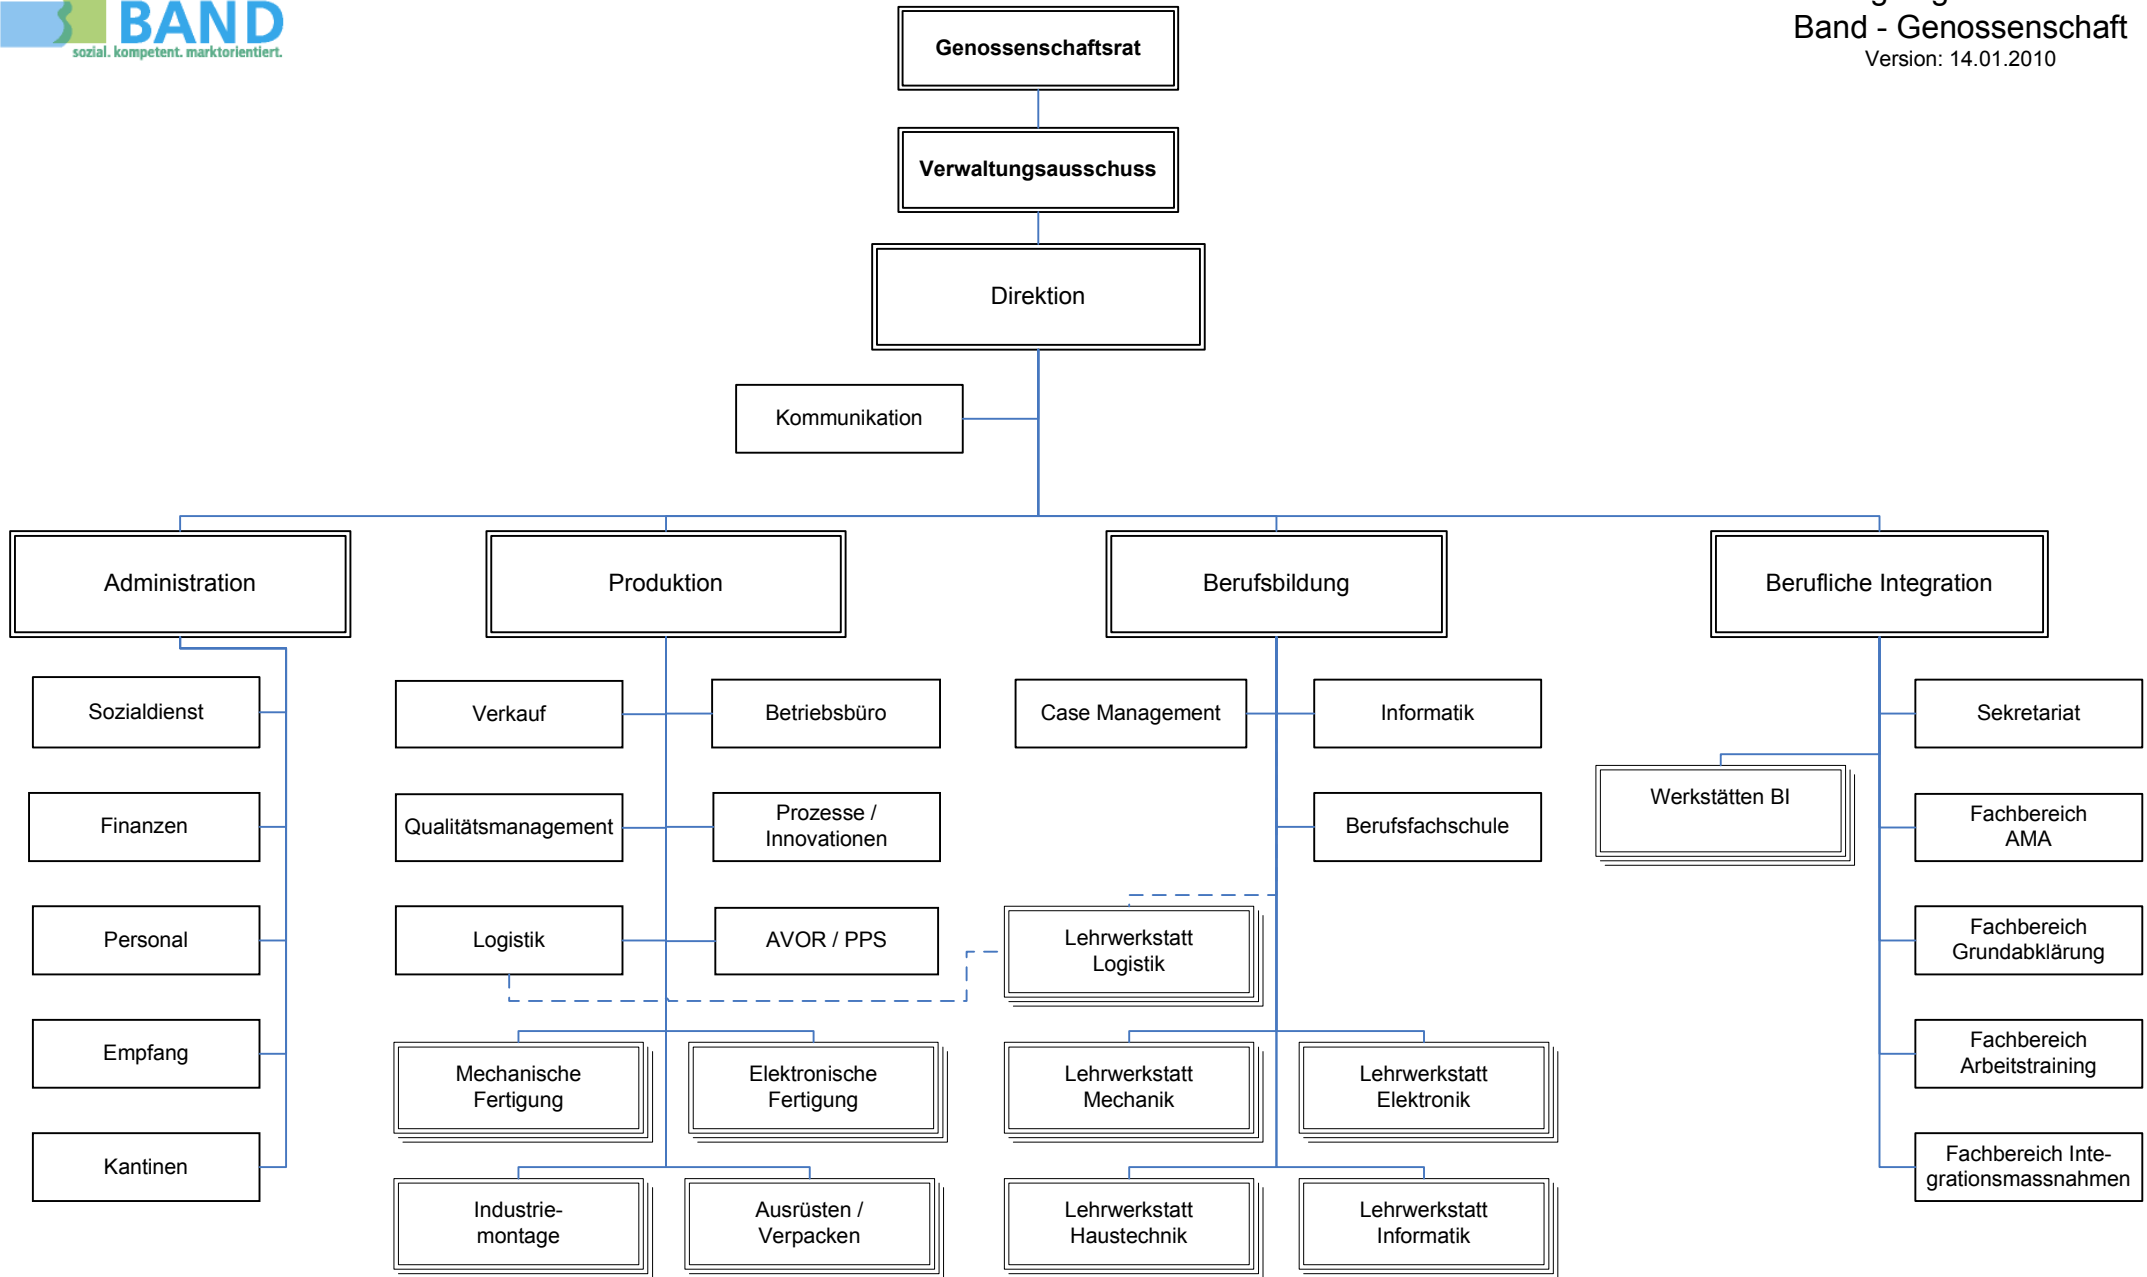 BAND
sozial. kompetent. marktorientiert.
Band - Genossenschaft
Version: 14.01.2010
Genossenschaftsrat
Verwaltungsausschuss
Direktion
Kommunikation
Administration
Produktion
Berufsbildung
Berufliche Integration
Sozialdienst
Finanzen
Personal
Empfang
Kantinen
Verkauf
Betriebsbüro
Qualitätsmanagement
Prozesse /
Innovationen
Logistik
AVOR / PPS
Mechanische
Fertigung
Elektronische
Fertigung
Industrie-
montage
Ausrüsten /
Verpacken
Case Management
Informatik
Berufsfachschule
Lehrwerkstatt
Logistik
Lehrwerkstatt
Mechanik
Lehrwerkstatt
Elektronik
Lehrwerkstatt
Haustechnik
Lehrwerkstatt
Informatik
Werkstätten BI
Sekretariat
Fachbereich
AMA
Fachbereich
Grundabklärung
Fachbereich
Arbeitstraining
Fachbereich Inte-
grationsmassnahmen